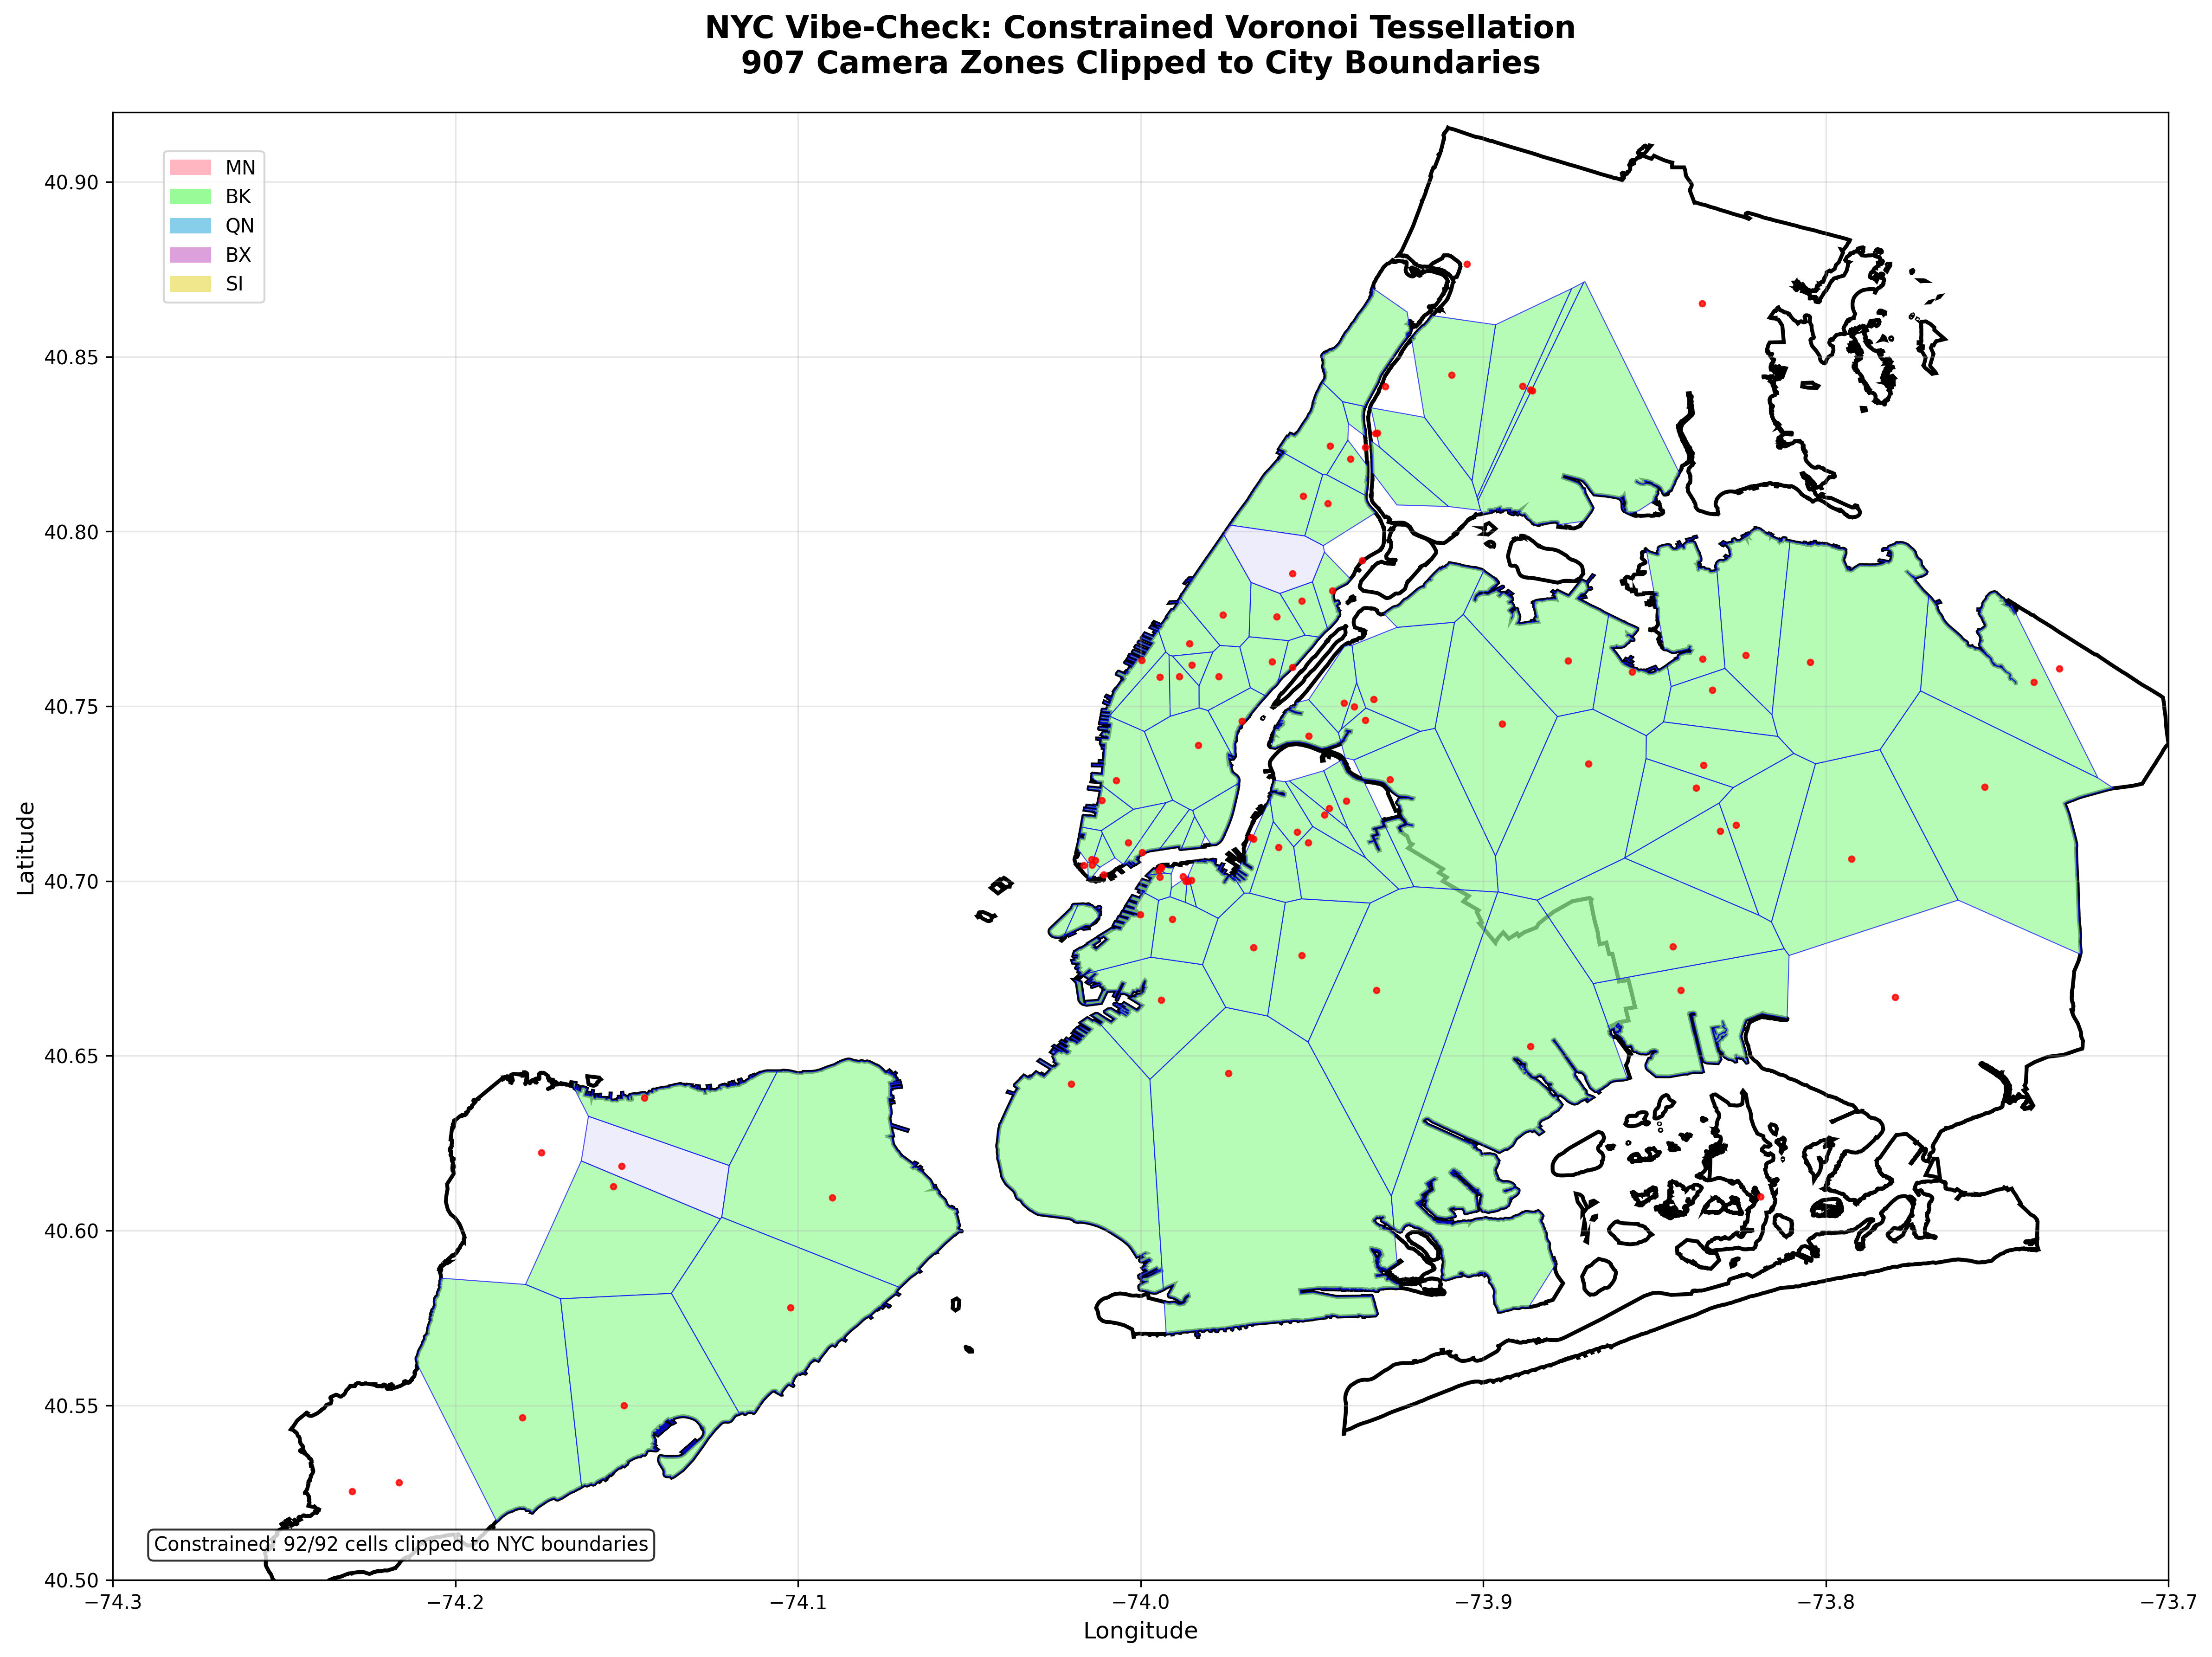 NYC Vibe-Check: Constrained Voronoi Tessellation
907 Camera Zones Clipped to City Boundaries
MN
BK
QN
BX
SI
40.90
40.85
40.80
40.75
40.70
40.65
40.60
40.55
40.50
Latitude
Constrained: 92/92 cells clipped to NYC boundaries
−74.3
−74.2
−74.1
−74.0
−73.9
−73.8
−73.7
Longitude